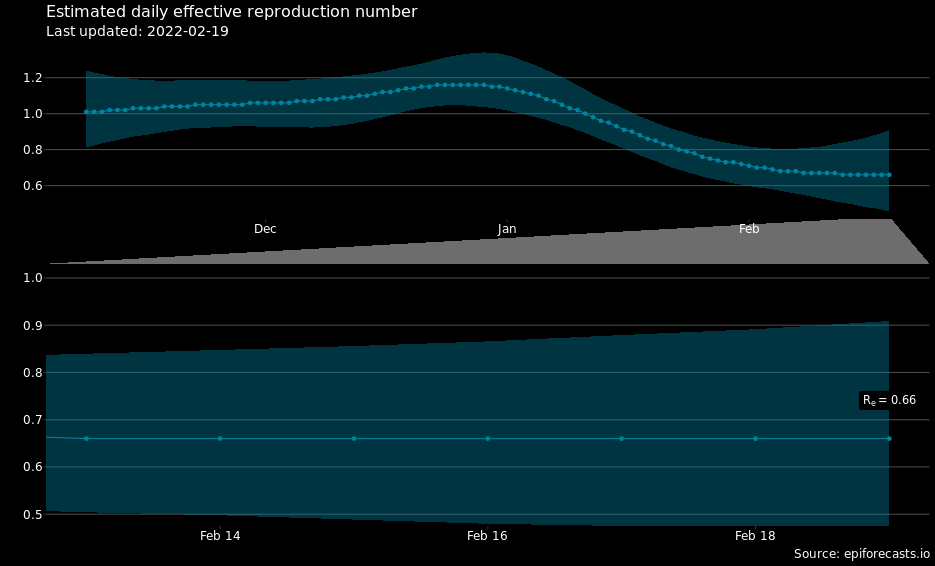 Estimated daily effective reproduction number
Last updated: 2022-02-19
1.2
1.0
0.8
0.6
Dec Jan Feb
1.0
0.9
0.8
Re = 0.66
0.7
0.6
0.5
Feb 14 Feb 16 Feb 18
Source: epiforecasts.io